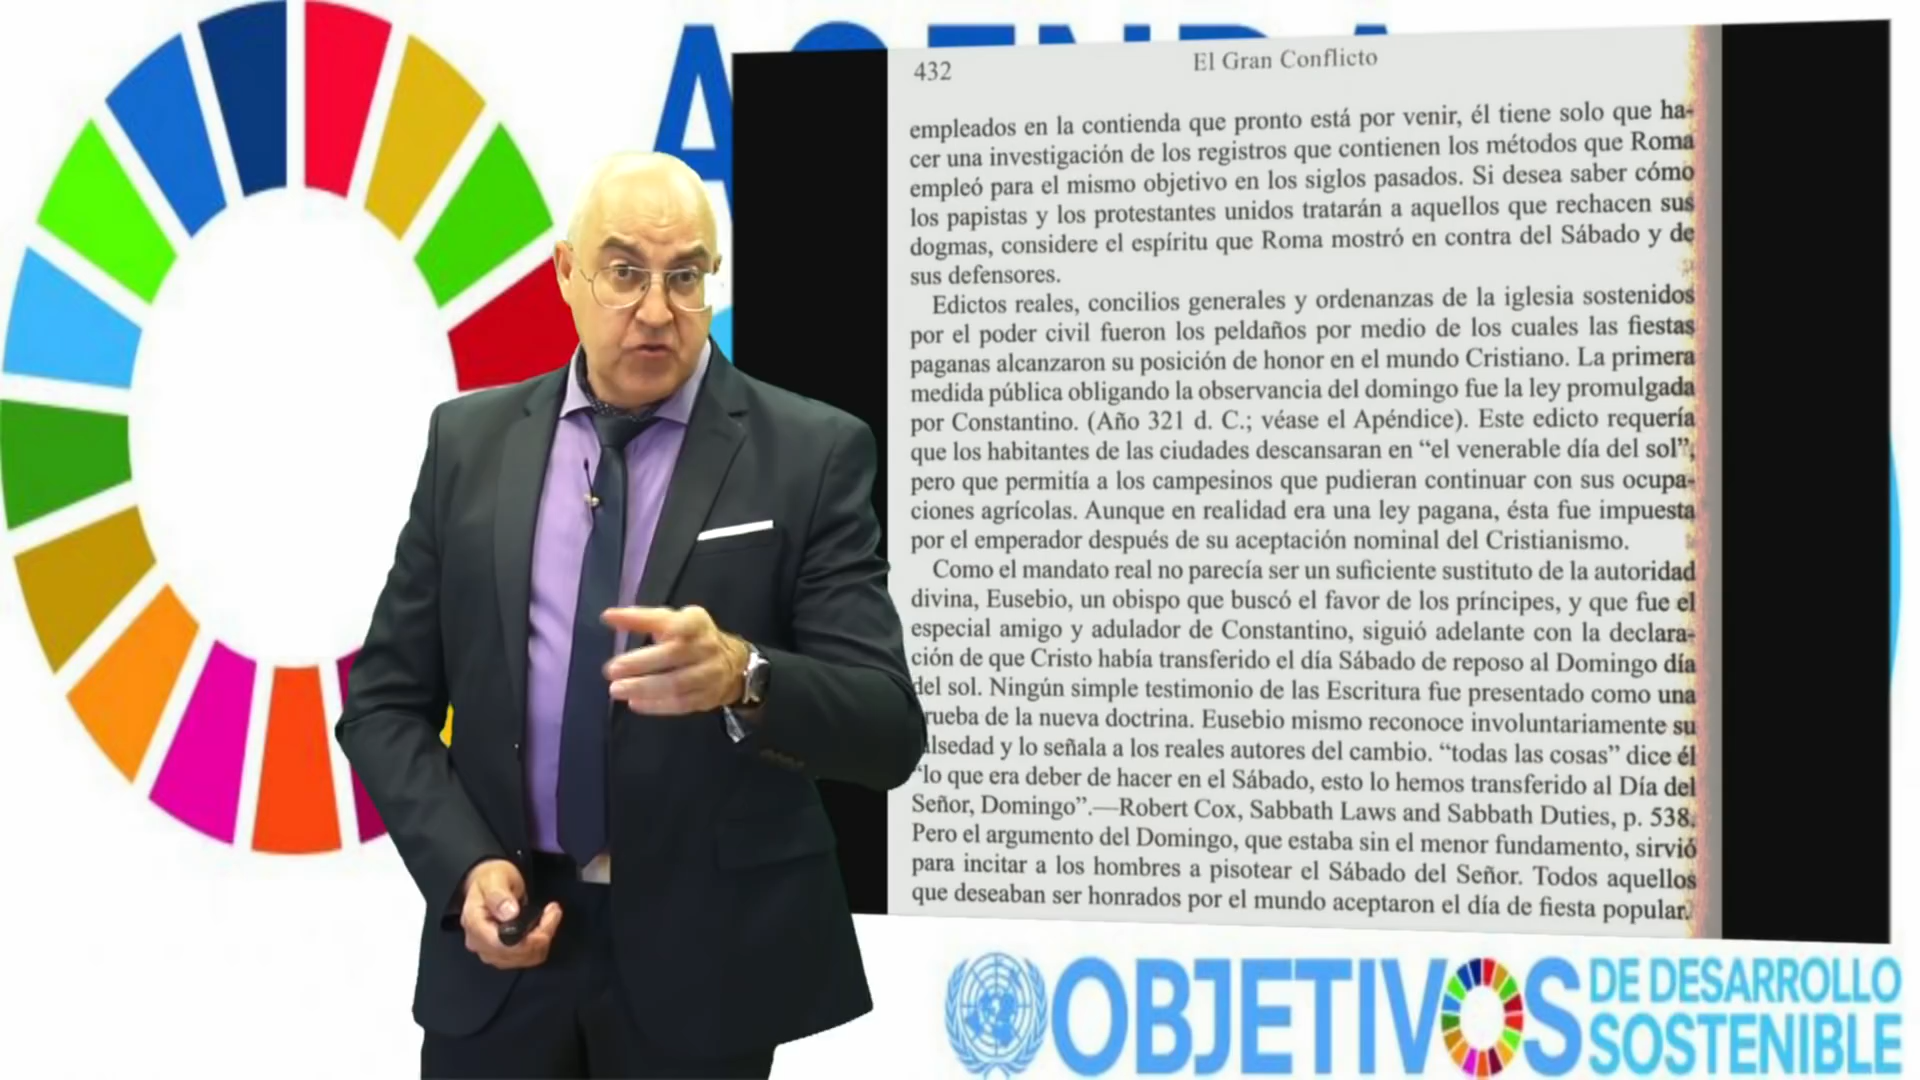 432
El Gran Conflicto
empleados en la contienda que pronto está por venir, él tiene solo que ha-
cer una investigación de los registros que contienen los métodos que Roma
empleó para el mismo objetivo en los siglos pasados. Si desea saber cómo
los papistas y los protestantes unidos tratarán a aquellos que rechacen sus
dogmas, considere el espíritu que Roma mostró en contra del Sábado y de
sus defensores.
Edictos reales, concilios generales y ordenanzas de la iglesia sostenidos
por el poder civil fueron los peldaños por medio de los cuales las fiestas
paganas alcanzaron su posición de honor en el mundo Cristiano. La primera
medida pública obligando la observancia del domingo fue la ley promulgada
por Constantino. (Año 321 d. C.; véase el Apéndice). Este edicto requería
que los habitantes de las ciudades descansaran en “el venerable día del sol”,
pero que permitía a los campesinos que pudieran continuar con sus ocupa-
ciones agrícolas. Aunque en realidad era una ley pagana, ésta fue impuesta
por el emperador después de su aceptación nominal del Cristianismo.
Como el mandato real no parecía ser un suficiente sustituto de la autoridad
divina, Eusebio, un obispo que buscó el favor de los príncipes, y que fue el
especial amigo y adulador de Constantino, siguió adelante con la declara-
ción de que Cristo había transferido el día Sábado de reposo al Domingo día
del sol. Ningún simple testimonio de las Escritura fue presentado como una
rueba de la nueva doctrina. Eusebio mismo reconoce involuntariamente su
alsedad y lo señala a los reales autores del cambio. “todas las cosas” dice él
“lo que era deber de hacer en el Sábado, esto lo hemos transferido al Día del
Señor, Domingo”.—Robert Cox, Sabbath Laws and Sabbath Duties, p. 538.
Pero el argumento del Domingo, que estaba sin el menor fundamento, sirvió
para incitar a los hombres a pisotear el Sábado del Señor. Todos aquellos
que deseaban ser honrados por el mundo aceptaron el día de fiesta popular.
OBJETIVOS
DE DESARROLLO
SOSTENIBLE